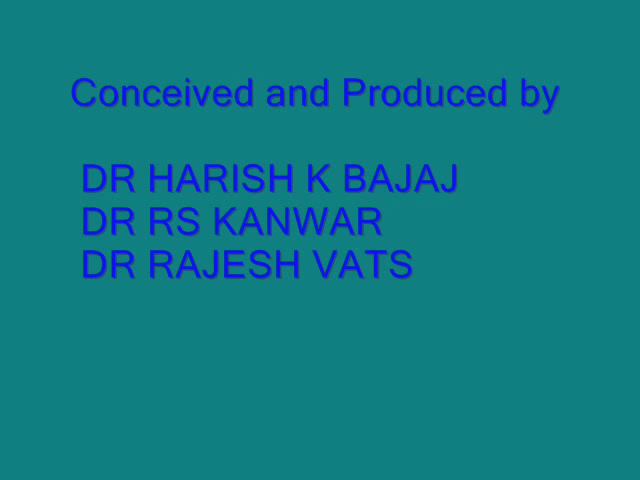 Conceived and Produced by
DR HARISH K BAJAJ
DR RS KANWAR
DR RAJESH VATS